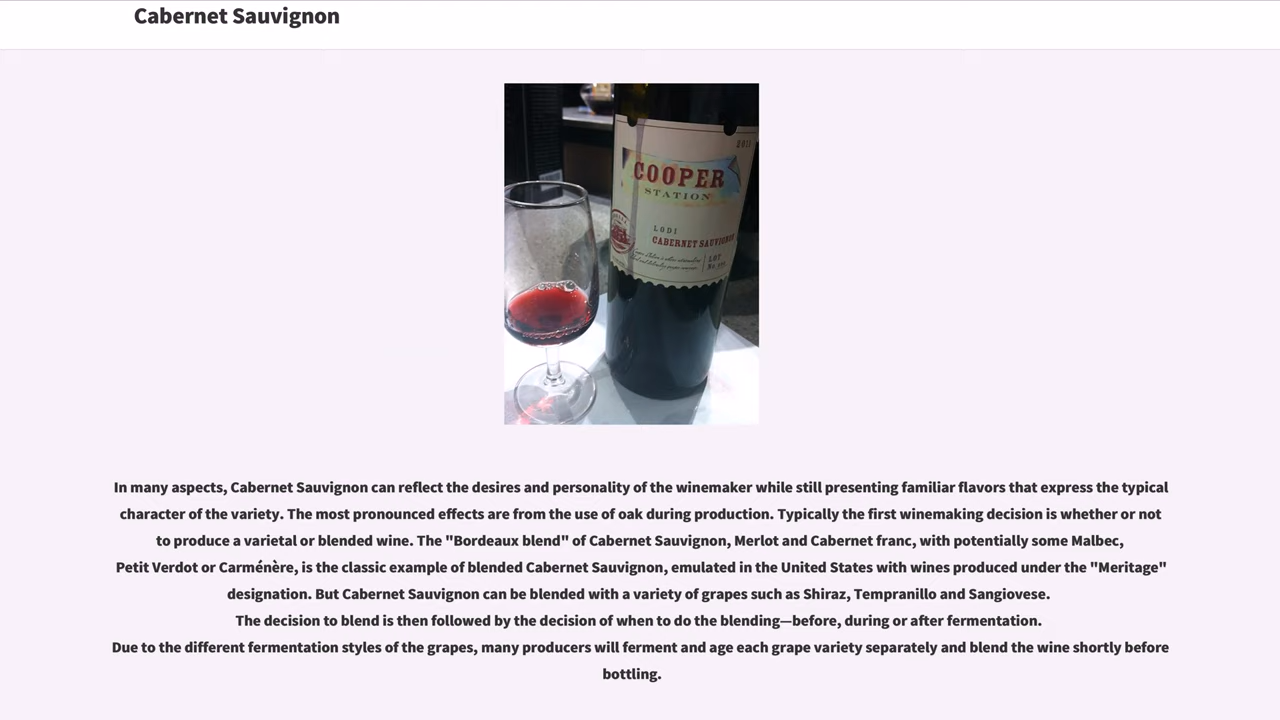 Cabernet Sauvignon
2011
COOPER
STATION
LODI
CABERNET SAUVIGNON
LOT
In many aspects, Cabernet Sauvignon can reflect the desires and personality of the winemaker while still presenting familiar flavors that express the typical
character of the variety. The most pronounced effects are from the use of oak during production. Typically the first winemaking decision is whether or not
to produce a varietal or blended wine. The "Bordeaux blend" of Cabernet Sauvignon, Merlot and Cabernet franc, with potentially some Malbec,
Petit Verdot or Carménère, is the classic example of blended Cabernet Sauvignon, emulated in the United States with wines produced under the "Meritage"
designation. But Cabernet Sauvignon can be blended with a variety of grapes such as Shiraz, Tempranillo and Sangiovese.
The decision to blend is then followed by the decision of when to do the blending—before, during or after fermentation.
Due to the different fermentation styles of the grapes, many producers will ferment and age each grape variety separately and blend the wine shortly before
bottling.